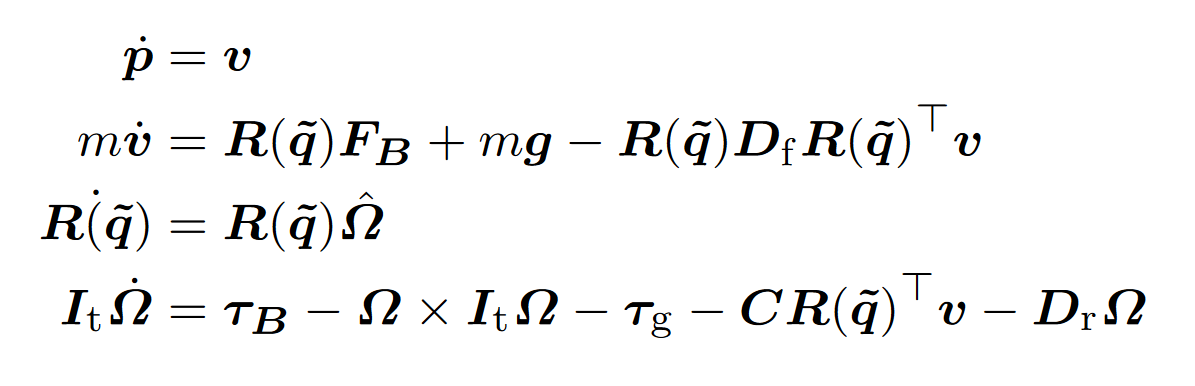 ṗ = v
mv̇ = R(q̃)F_B + mg − R(q̃)D_f R(q̃)^⊤ v
Ṙ(q̃) = R(q̃)Ω̂
I_t Ω̇ = τ_B − Ω × I_t Ω − τ_g − CR(q̃)^⊤ v − D_r Ω